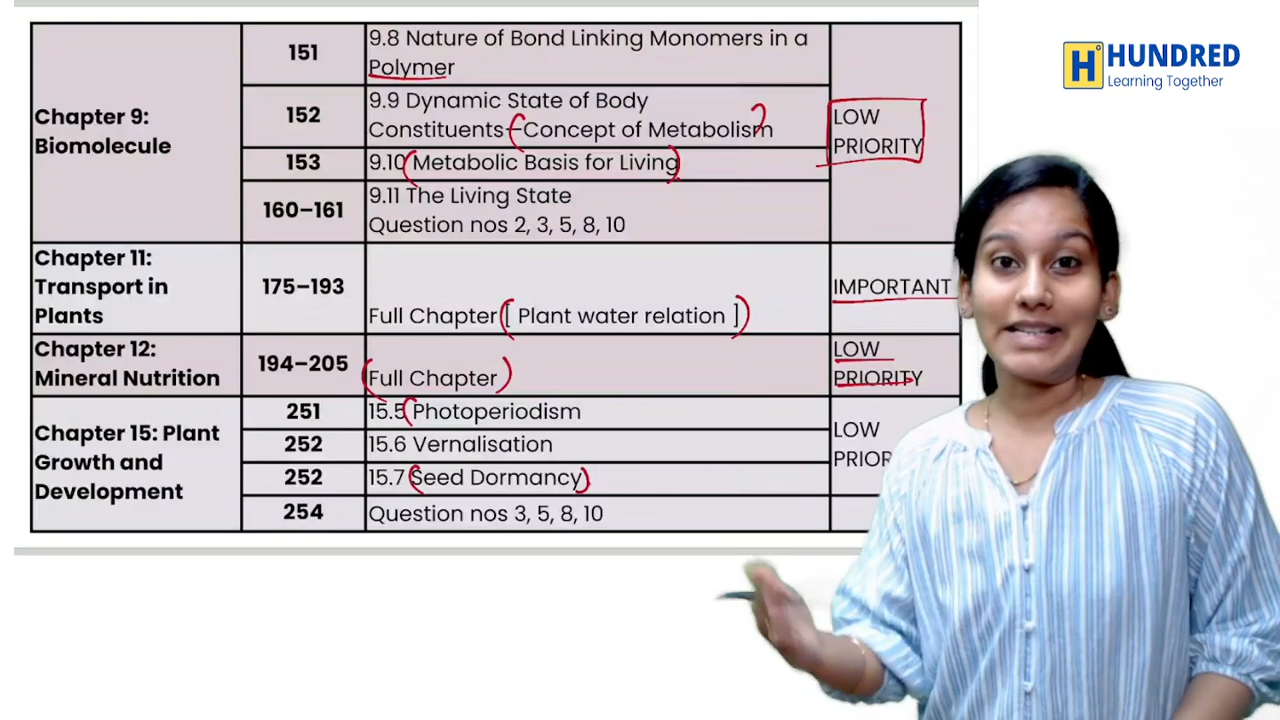 HUNDRED
Learning Together
Chapter 9:
Biomolecule
151
9.8 Nature of Bond Linking Monomers in a
Polymer
152
9.9 Dynamic State of Body
Constituents—Concept of Metabolism
153
9.10 Metabolic Basis for Living
160–161
9.11 The Living State
Question nos 2, 3, 5, 8, 10
LOW
PRIORITY
Chapter 11:
Transport in
Plants
175–193
Full Chapter [ Plant water relation ]
IMPORTANT
Chapter 12:
Mineral Nutrition
194–205
Full Chapter
LOW
PRIORITY
Chapter 15: Plant
Growth and
Development
251
15.5 Photoperiodism
252
15.6 Vernalisation
252
15.7 Seed Dormancy
254
Question nos 3, 5, 8, 10
LOW